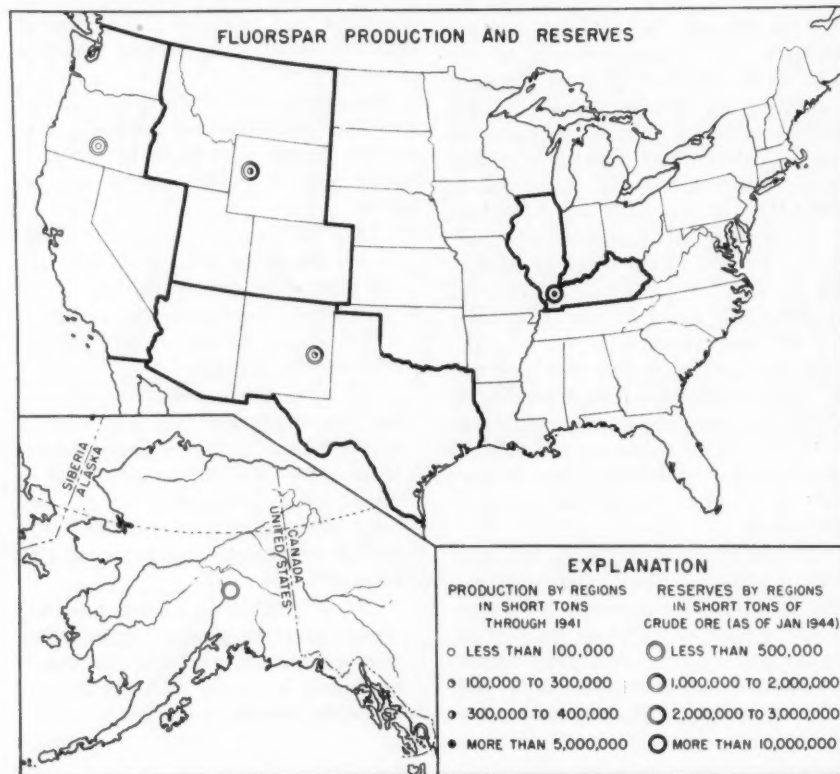 FLUORSPAR PRODUCTION AND RESERVES
SIBERIA
ALASKA
CANADA
UNITED STATES
EXPLANATION
PRODUCTION BY REGIONS
IN SHORT TONS
THROUGH 1941
LESS THAN 100,000
100,000 TO 300,000
300,000 TO 400,000
MORE THAN 5,000,000
RESERVES BY REGIONS
IN SHORT TONS OF
CRUDE ORE (AS OF JAN 1944)
LESS THAN 500,000
1,000,000 TO 2,000,000
2,000,000 TO 3,000,000
MORE THAN 10,000,000